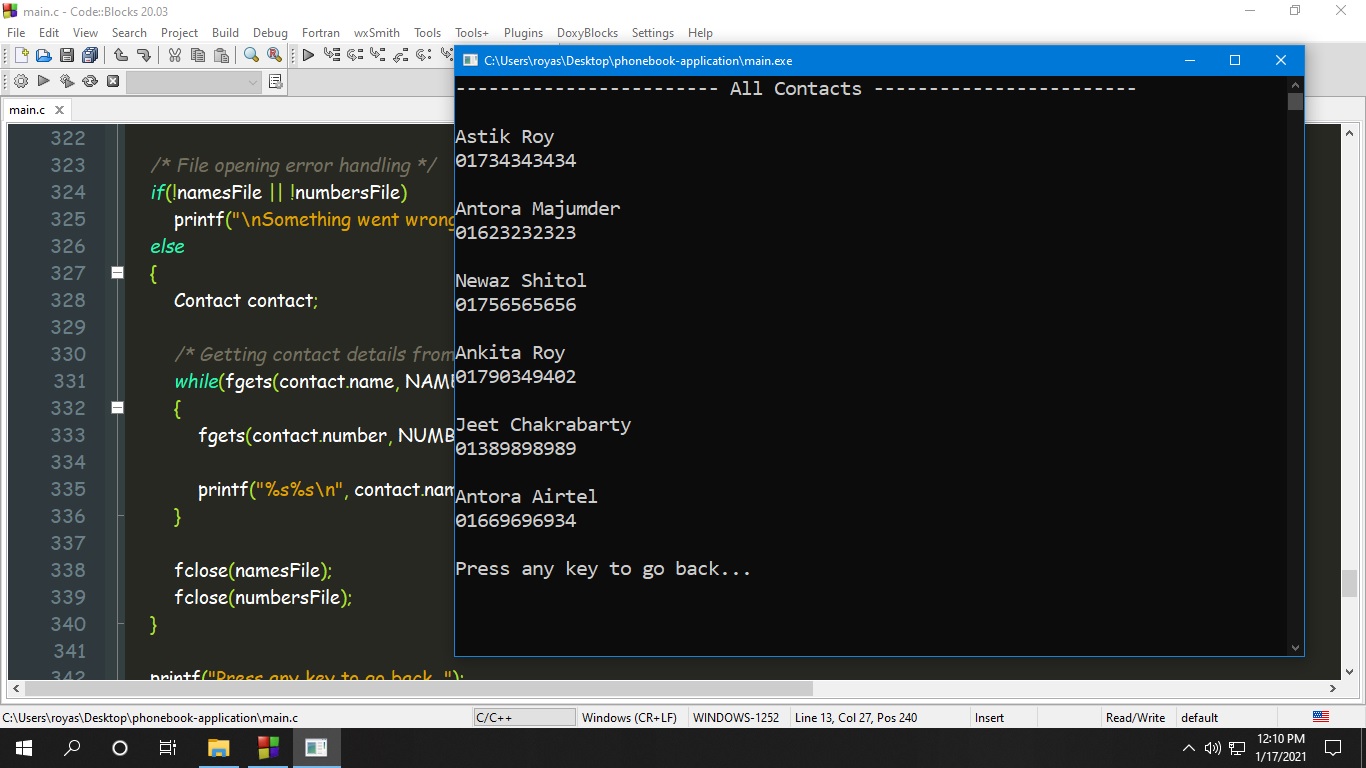 main.c - Code::Blocks 20.03
File Edit View Search Project Build Debug Fortran wxSmith Tools Tools+ Plugins DoxyBlocks Settings Help
main.c
322
323 /* File opening error handling */
324 if(!namesFile || !numbersFile)
325 printf("\nSomething went wrong
326 else
327 {
328 Contact contact;
329
330 /* Getting contact details from
331 while(fgets(contact.name, NAME
332 {
333 fgets(contact.number, NUMB
334
335 printf("%s%s\n", contact.nam
336 }
337
338 fclose(namesFile);
339 fclose(numbersFile);
340 }
341
342 printf("Press any key to go back..");
C:\Users\royas\Desktop\phonebook-application\main.exe
------------------------ All Contacts ------------------------
Astik Roy
01734343434
Antora Majumder
01623232323
Newaz Shitol
01756565656
Ankita Roy
01790349402
Jeet Chakrabarty
01389898989
Antora Airtel
01669696934
Press any key to go back...
C:\Users\royas\Desktop\phonebook-application\main.c C/C++ Windows (CR+LF) WINDOWS-1252 Line 13, Col 27, Pos 240 Insert Read/Write default
12:10 PM
1/17/2021